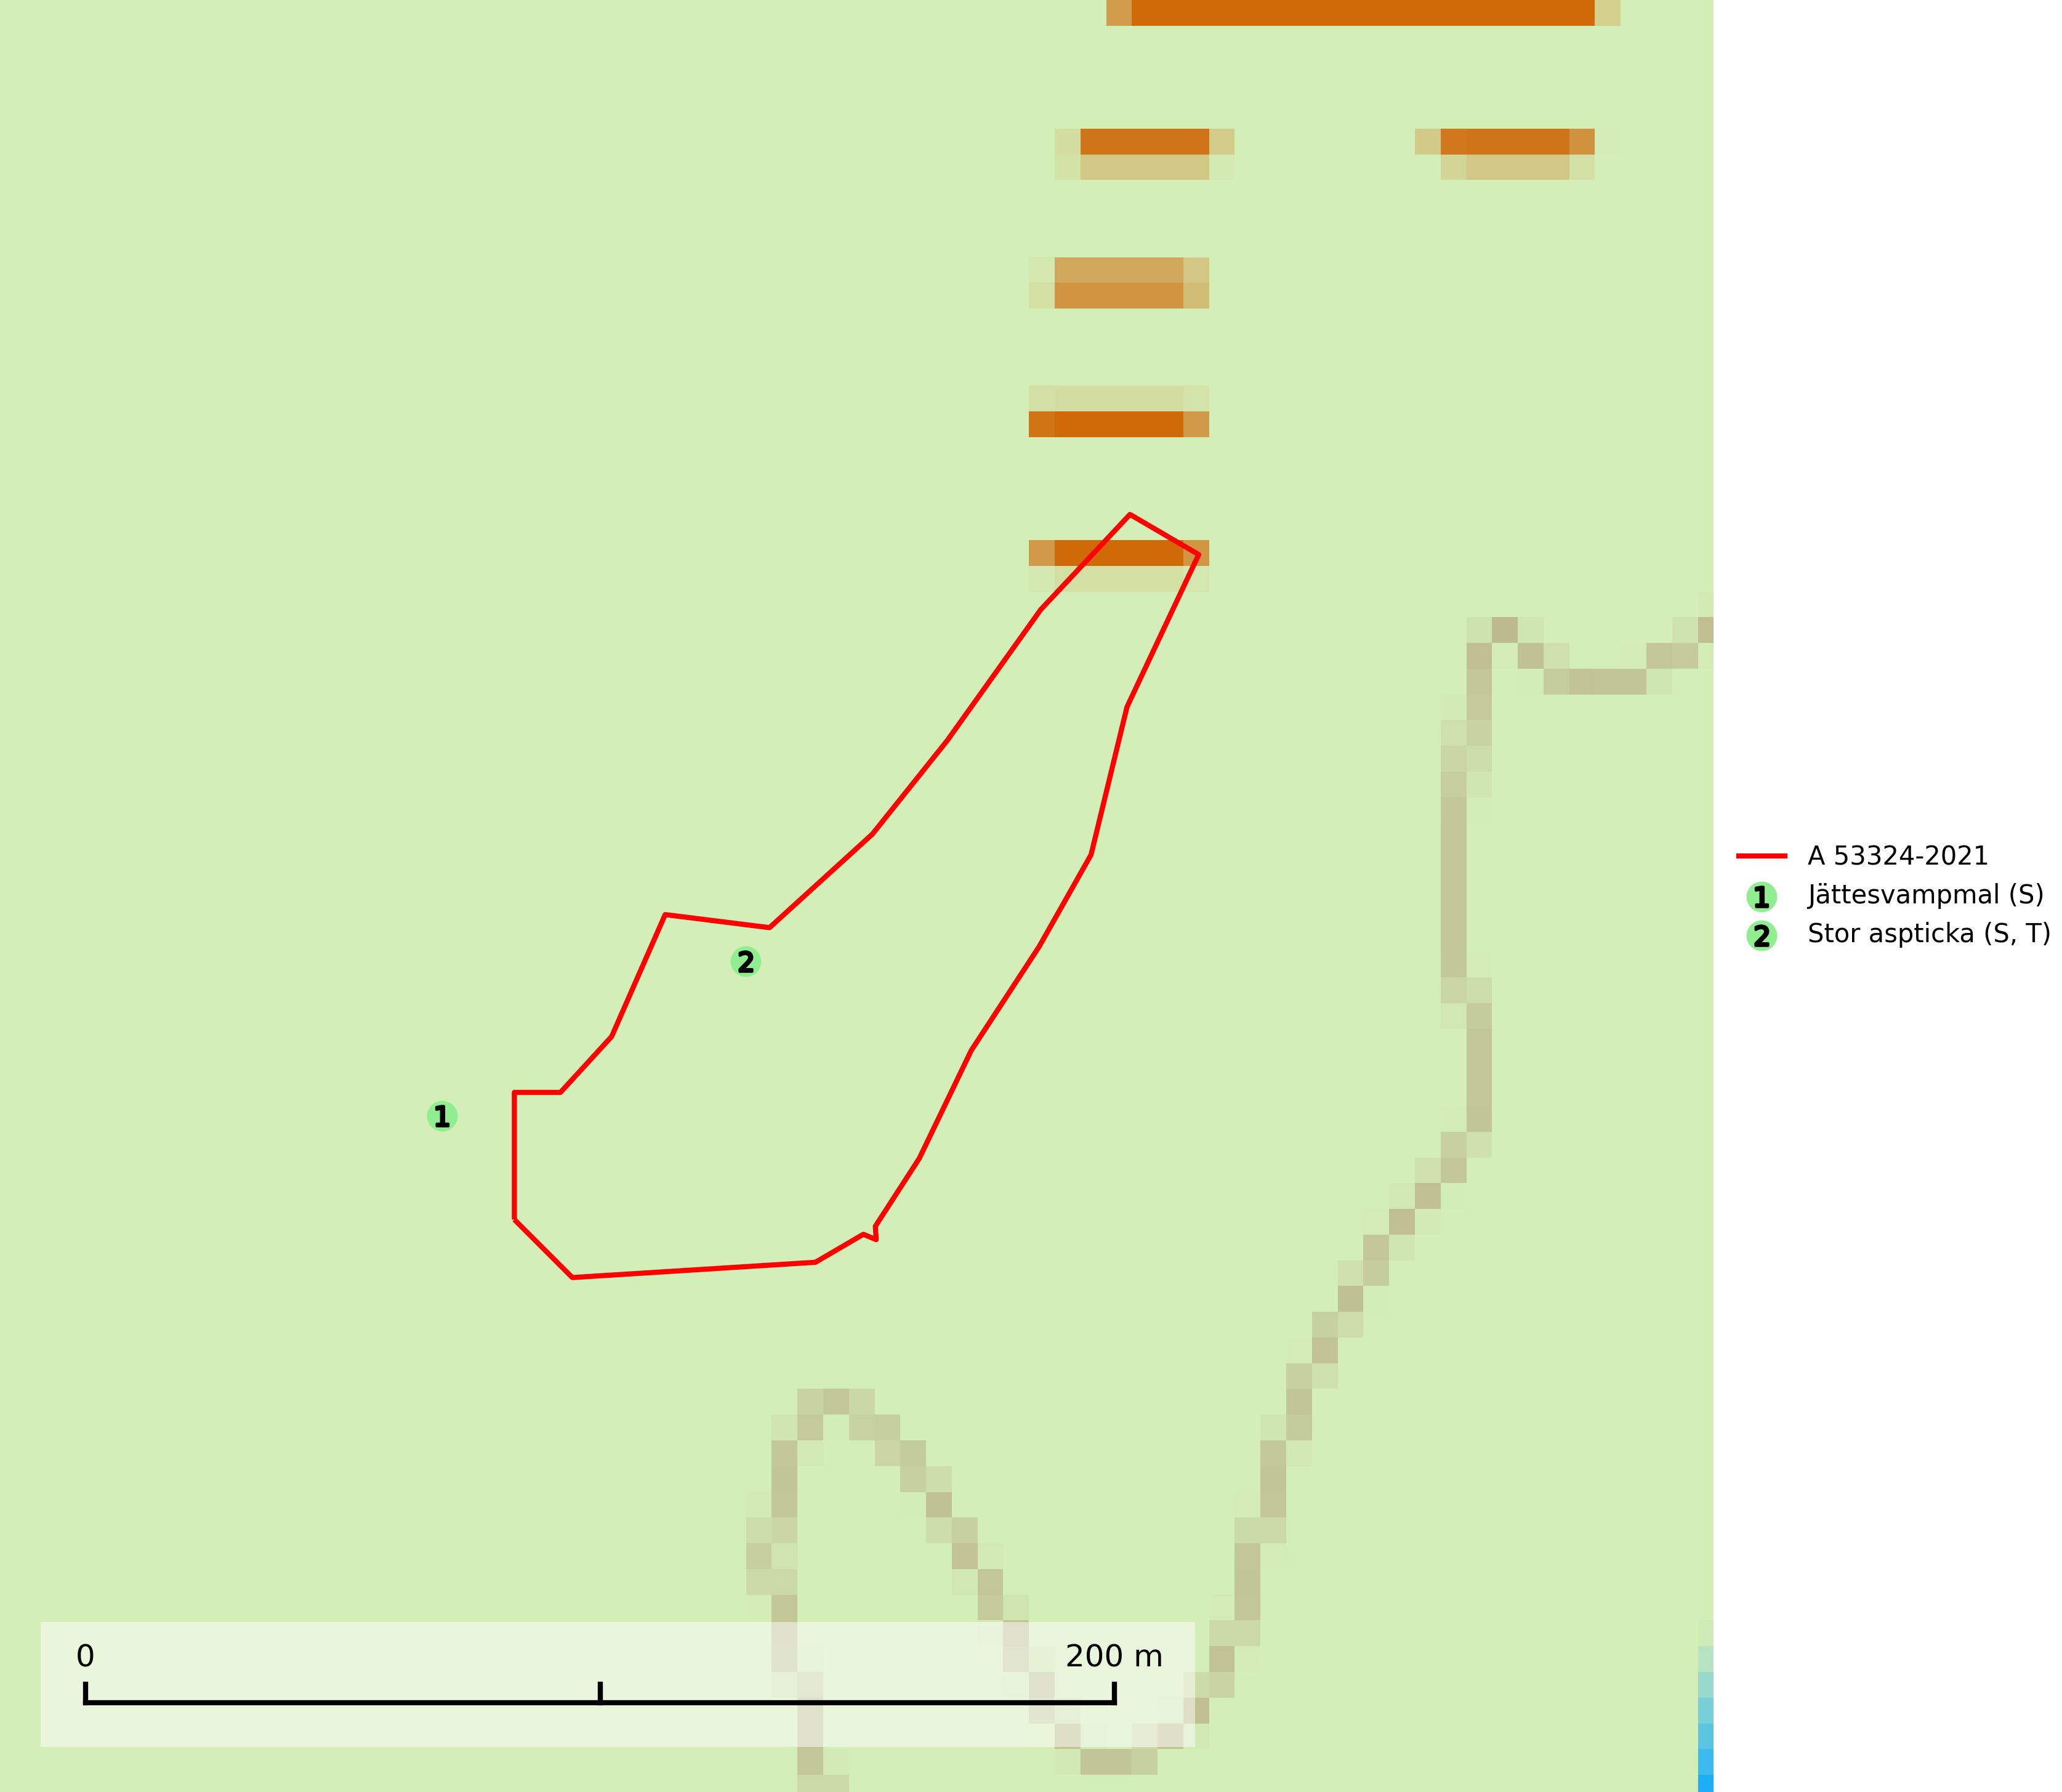 A 53324-2021
1 Jättesvampmal (S)
2 Stor aspticka (S, T)
2
1
0 200 m